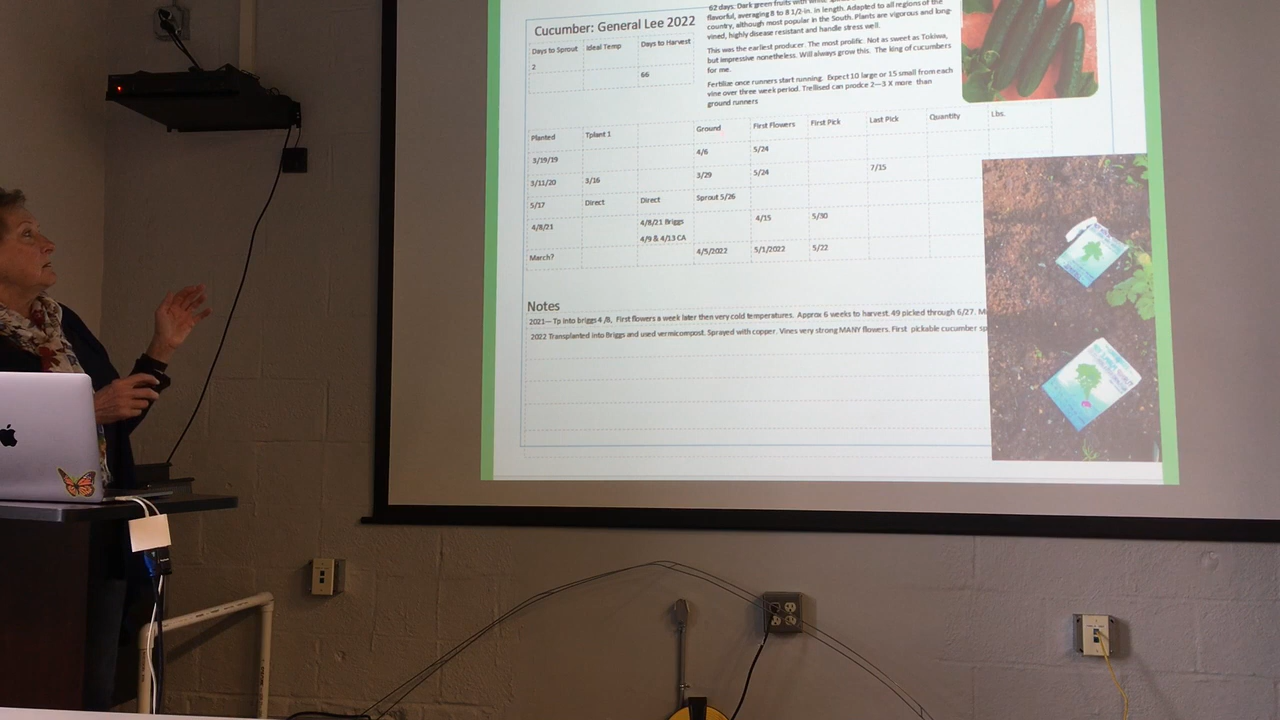 62 days: Dark green fruits with
flavorful, averaging 8 to 8 1/2-in. in length. Adapted to all regions of the
country, although most popular in the South. Plants are vigorous and long-
vined, highly disease resistant and handle stress well.
This was the earliest producer. The most prolific. Not as sweet as Tokiwa,
but impressive nonetheless. Will always grow this. The king of cucumbers
for me.
Fertilize once runners start running. Expect 10 large or 15 small from each
vine over three week period. Trellised can prodce 2---3 X more than
ground runners
Cucumber: General Lee 2022
Days to Sprout Ideal Temp Days to Harvest
2
66
Planted Tplant 1 Ground First Flowers First Pick Last Pick Quantity Lbs.
3/19/19 4/6 5/24
3/11/20 3/16 3/29 5/24 7/15
5/17 Direct Direct Sprout 5/26
4/8/21 4/8/21 Briggs 4/15 5/30
4/9 & 4/13 CA
March? 4/5/2022 5/1/2022 5/22
Notes
2021--- Tp into briggs 4 /8, First flowers a week later then very cold temperatures. Approx 6 weeks to harvest. 49 picked through 6/27. M
2022 Transplanted into Briggs and used vermicompost. Sprayed with copper. Vines very strong MANY flowers. First pickable cucumber sp